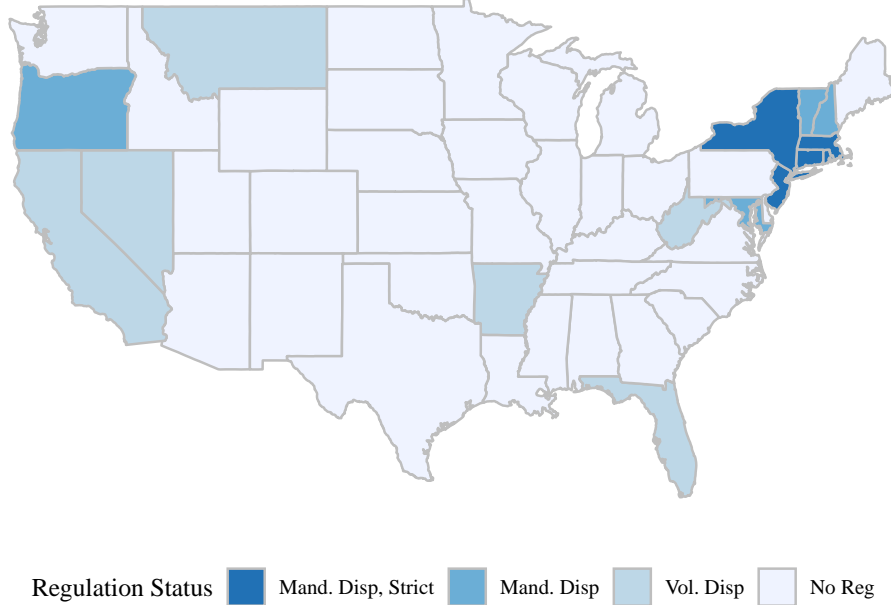 Regulation Status Mand. Disp, Strict Mand. Disp Vol. Disp No Reg